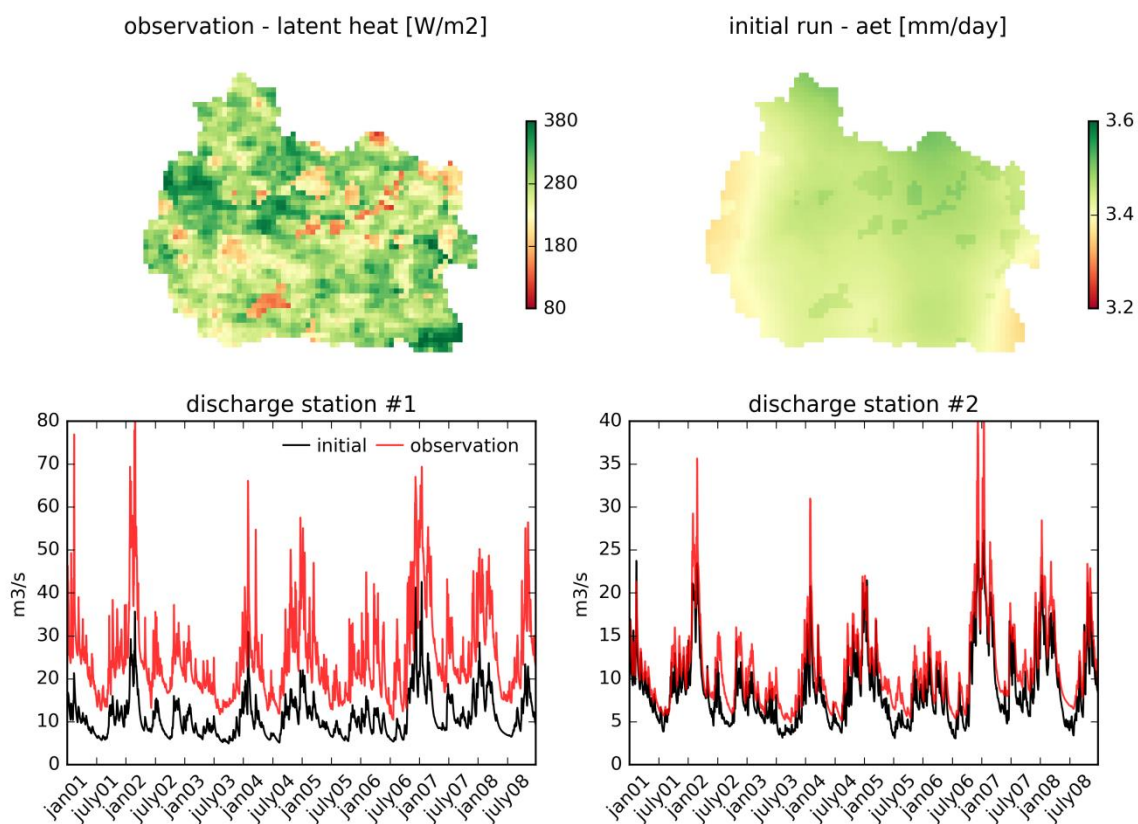 observation - latent heat [W/m2]
initial run - aet [mm/day]
380
280
180
80
3.6
3.4
3.2
discharge station #1
initial
observation
80
70
60
50
40
30
20
10
0
m3/s
jan01
july01
jan02
july02
jan03
july03
jan04
july04
jan05
july05
jan06
july06
jan07
july07
jan08
july08
discharge station #2
40
35
30
25
20
15
10
5
0
m3/s
jan01
july01
jan02
july02
jan03
july03
jan04
july04
jan05
july05
jan06
july06
jan07
july07
jan08
july08